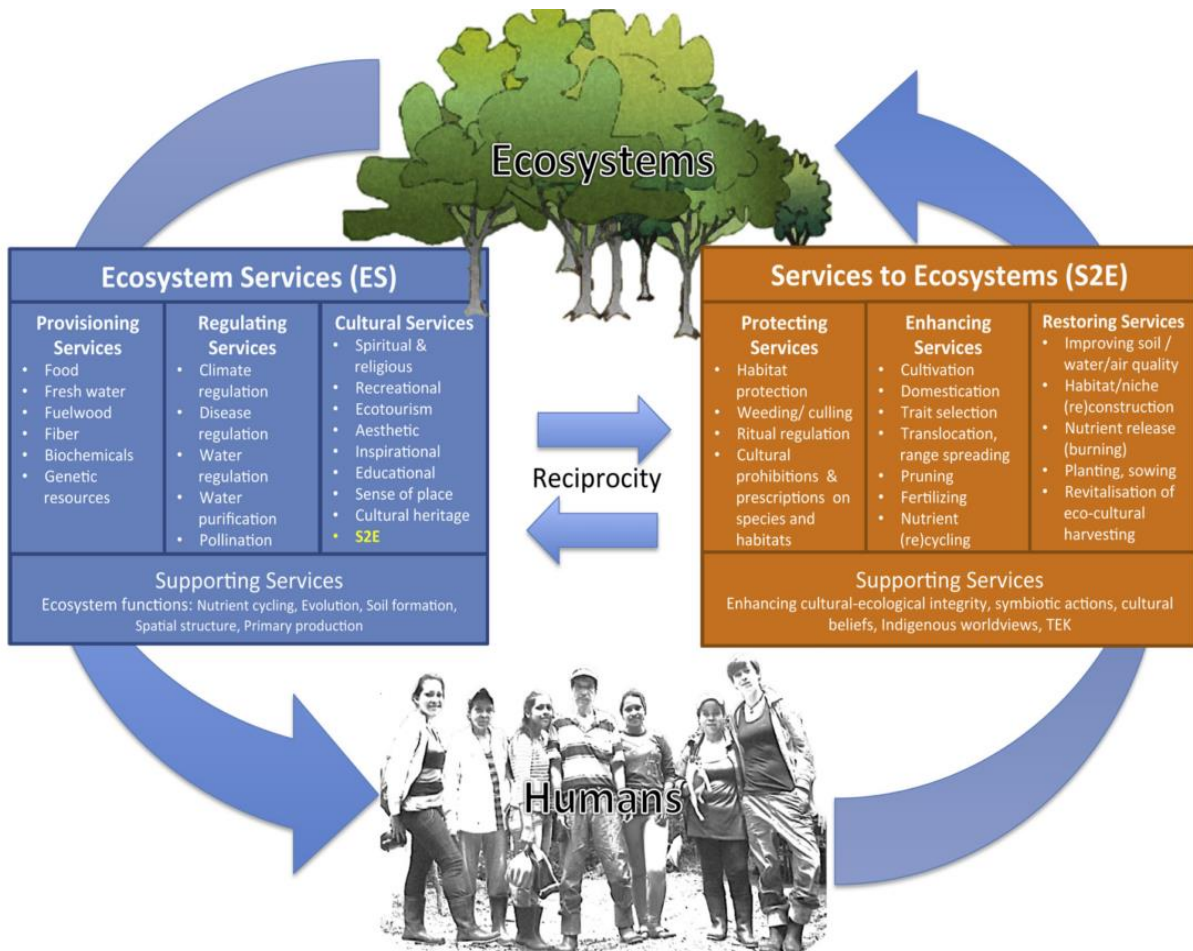 Ecosystems
Ecosystem Services (ES)
Provisioning
Services
• Food
• Fresh water
• Fuelwood
• Fiber
• Biochemicals
• Genetic
resources
Regulating
Services
• Climate
regulation
• Disease
regulation
• Water
regulation
• Water
purification
• Pollination
Cultural Services
• Spiritual &
religious
• Recreational
• Ecotourism
• Aesthetic
• Inspirational
• Educational
• Sense of place
• Cultural heritage
• S2E
Supporting Services
Ecosystem functions: Nutrient cycling, Evolution, Soil formation,
Spatial structure, Primary production
Reciprocity
Services to Ecosystems (S2E)
Protecting
Services
• Habitat
protection
• Weeding/ culling
• Ritual regulation
• Cultural
prohibitions &
prescriptions on
species and
habitats
Enhancing
Services
• Cultivation
• Domestication
• Trait selection
• Translocation,
range spreading
• Pruning
• Fertilizing
• Nutrient
(re)cycling
Restoring Services
• Improving soil /
water/air quality
• Habitat/niche
(re)construction
• Nutrient release
(burning)
• Planting, sowing
• Revitalisation of
eco-cultural
harvesting
Supporting Services
Enhancing cultural-ecological integrity, symbiotic actions, cultural
beliefs, Indigenous worldviews, TEK
Humans